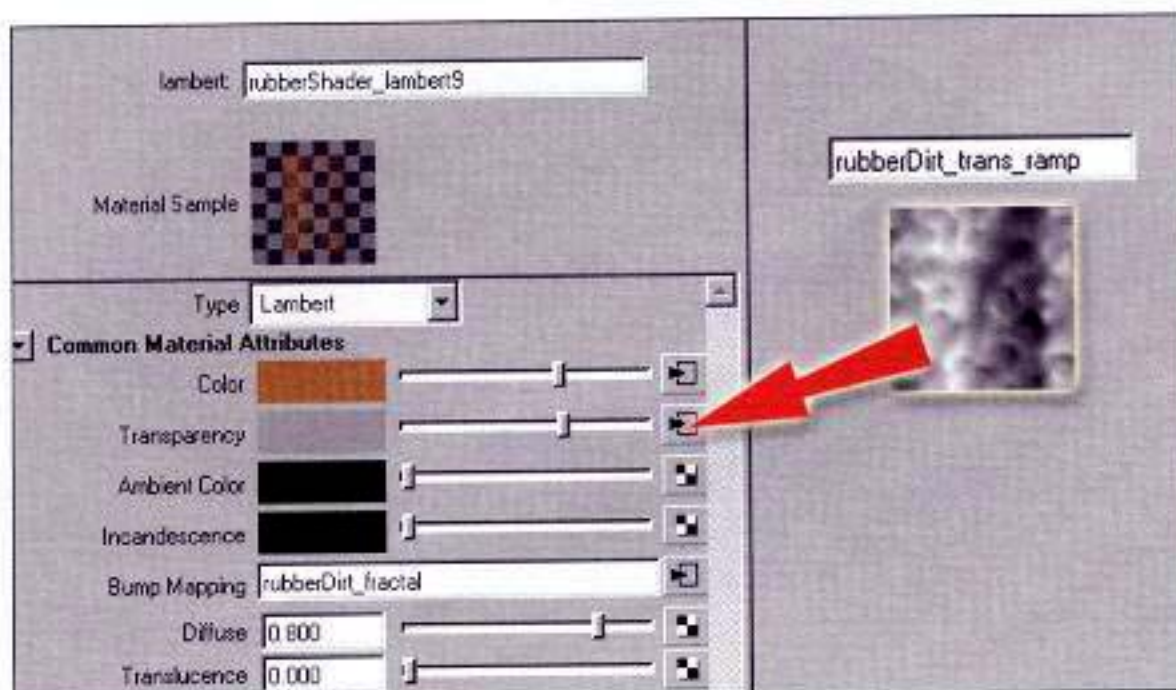 lambert: rubberShader_lambert9
rubberDirt_trans_ramp
Material Sample
Type Lambert
Common Material Attributes
Color
Transparency
Ambient Color
Incandescence
Bump Mapping rubberDirt_fractal
Diffuse 0.800
Translucence 0.000